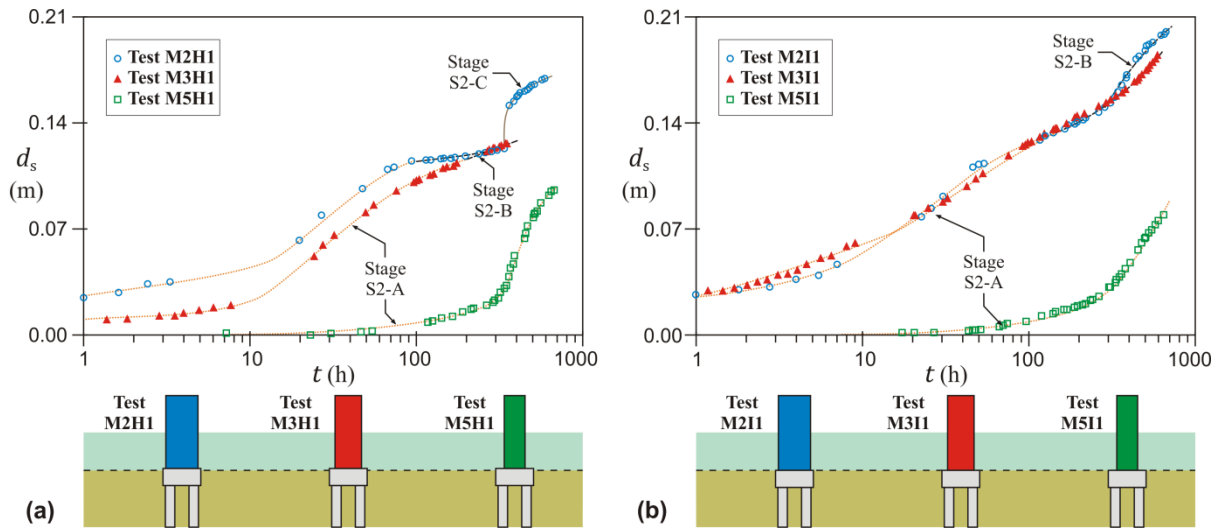 0.21
0.14
0.07
0.00
d_s
(m)
Test M2H1
Test M3H1
Test M5H1
Stage
S2-C
Stage
S2-B
Stage
S2-A
1
10
100
1000
t (h)
Test
M2H1
Test
M3H1
Test
M5H1
(a)
0.21
0.14
0.07
0.00
d_s
(m)
Test M2I1
Test M3I1
Test M5I1
Stage
S2-B
Stage
S2-A
1
10
100
1000
t (h)
Test
M2I1
Test
M3I1
Test
M5I1
(b)